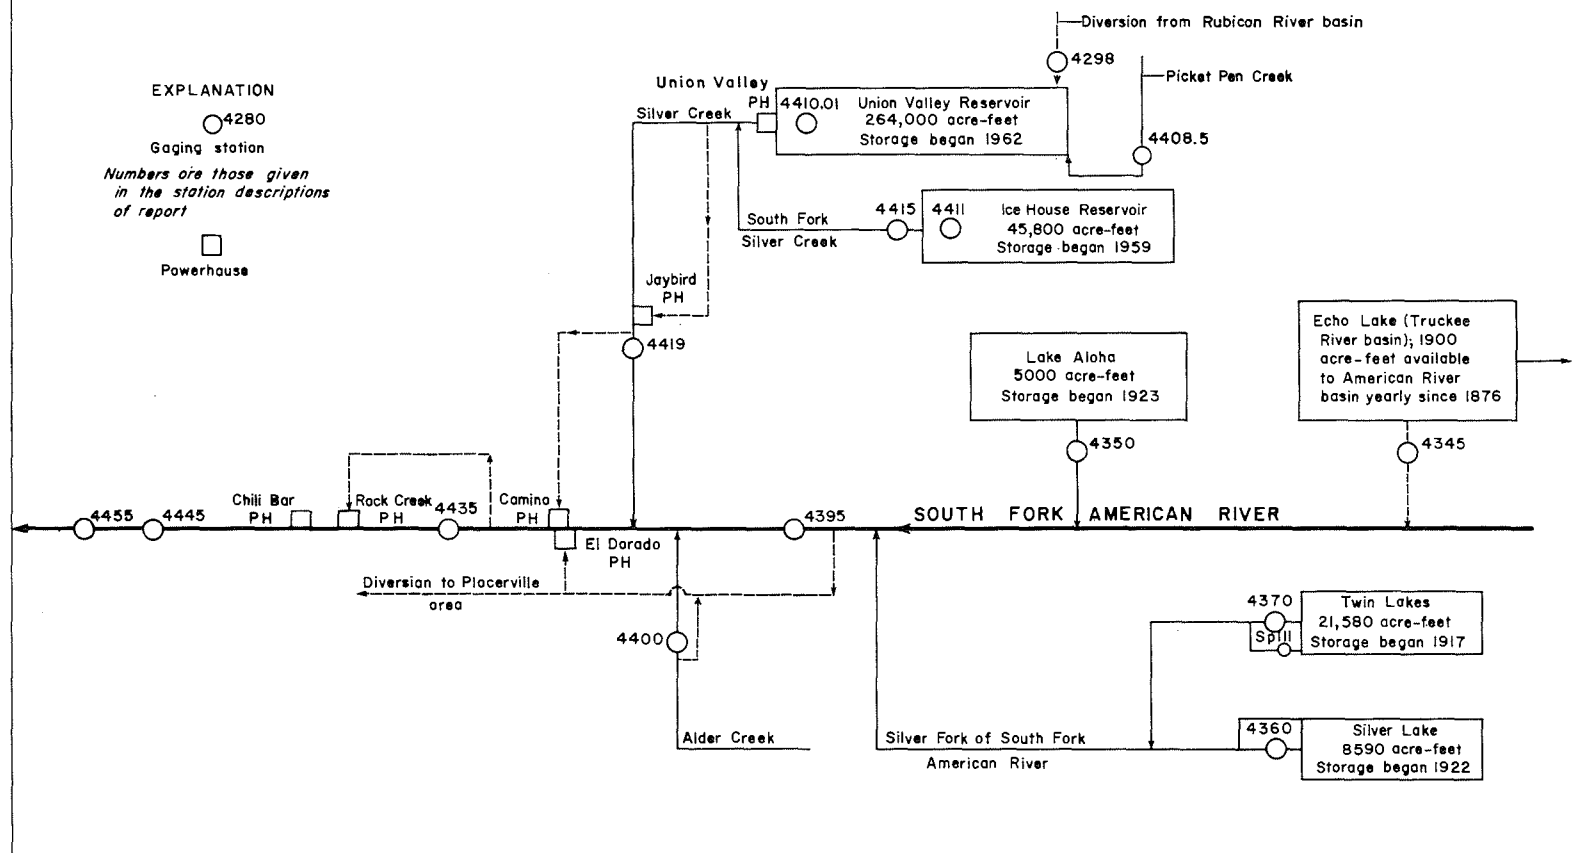 EXPLANATION
4280
Gaging station
Numbers are those given
in the station descriptions
of report
Powerhouse
Diversion from Rubicon River basin
4298
Picket Pen Creek
4408.5
Union Valley
PH
Silver Creek
4410.01
Union Valley Reservoir
264,000 acre-feet
Storage began 1962
4415
4411
Ice House Reservoir
45,800 acre-feet
Storage began 1959
South Fork
Silver Creek
Jaybird
PH
4419
Lake Aloha
5000 acre-feet
Storage began 1923
4350
Echo Lake (Truckee
River basin); 1900
acre-feet available
to American River
basin yearly since 1876
4345
4455
4445
Chili Bar
PH
Rock Creek
PH
4435
Camino
PH
El Dorado
PH
4395
SOUTH FORK AMERICAN RIVER
Diversion to Placerville
area
4400
Alder Creek
Silver Fork of South Fork
American River
4370
Spill
Twin Lakes
21,580 acre-feet
Storage began 1917
4360
Silver Lake
8590 acre-feet
Storage began 1922